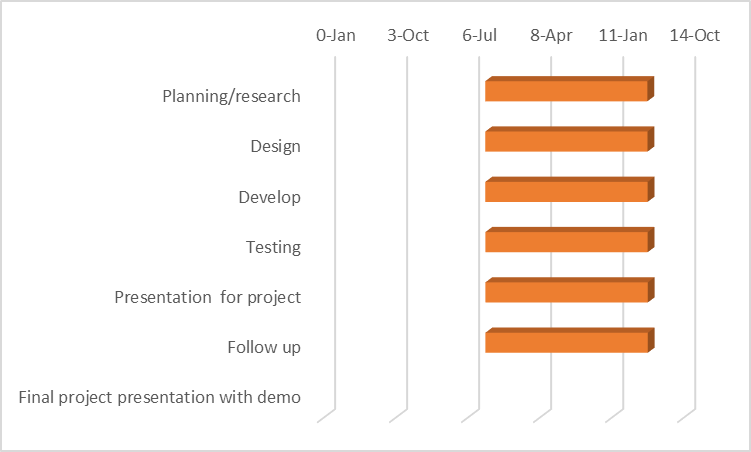 0-Jan 3-Oct 6-Jul 8-Apr 11-Jan 14-Oct
Planning/research
Design
Develop
Testing
Presentation  for project
Follow up
Final project presentation with demo